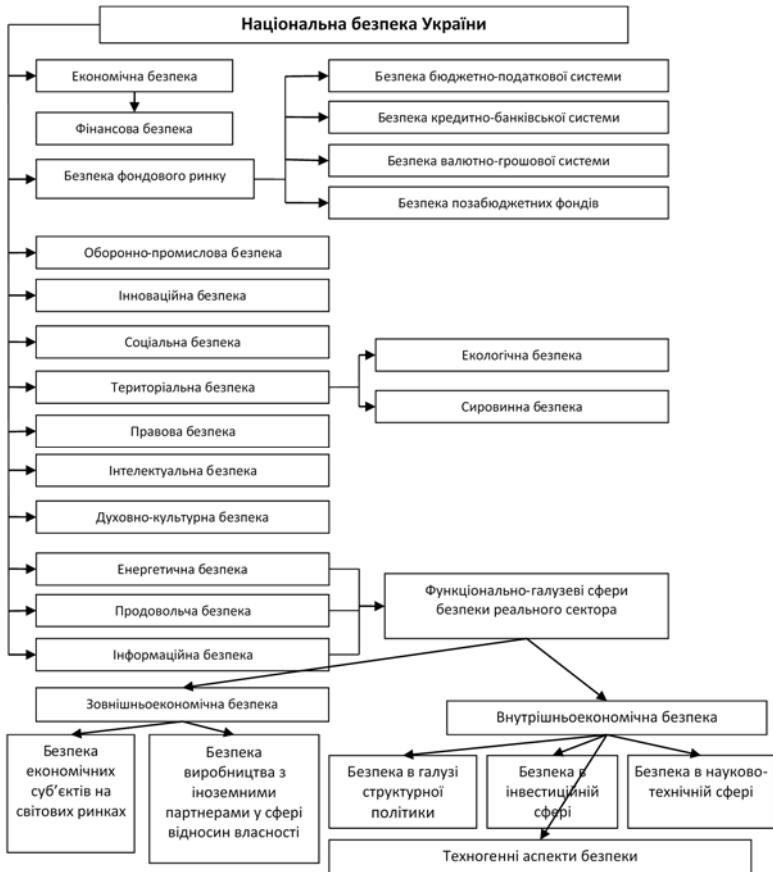 Національна безпека України
Економічна безпека
Фінансова безпека
Безпека фондового ринку
Безпека бюджетно-податкової системи
Безпека кредитно-банківської системи
Безпека валютно-грошової системи
Безпека позабюджетних фондів
Оборонно-промислова безпека
Інноваційна безпека
Соціальна безпека
Територіальна безпека
Екологічна безпека
Сировинна безпека
Правова безпека
Інтелектуальна безпека
Духовно-культурна безпека
Енергетична безпека
Продовольча безпека
Інформаційна безпека
Функціонально-галузеві сфери
безпеки реального сектора
Зовнішньоекономічна безпека
Внутрішньоекономічна безпека
Безпека
економічних
суб’єктів на
світових ринках
Безпека
виробництва з
іноземними
партнерами у сфері
відносин власності
Безпека в галузі
структурної
політики
Безпека в
інвестиційній
сфері
Безпека в науково-
технічній сфері
Техногенні аспекти безпеки